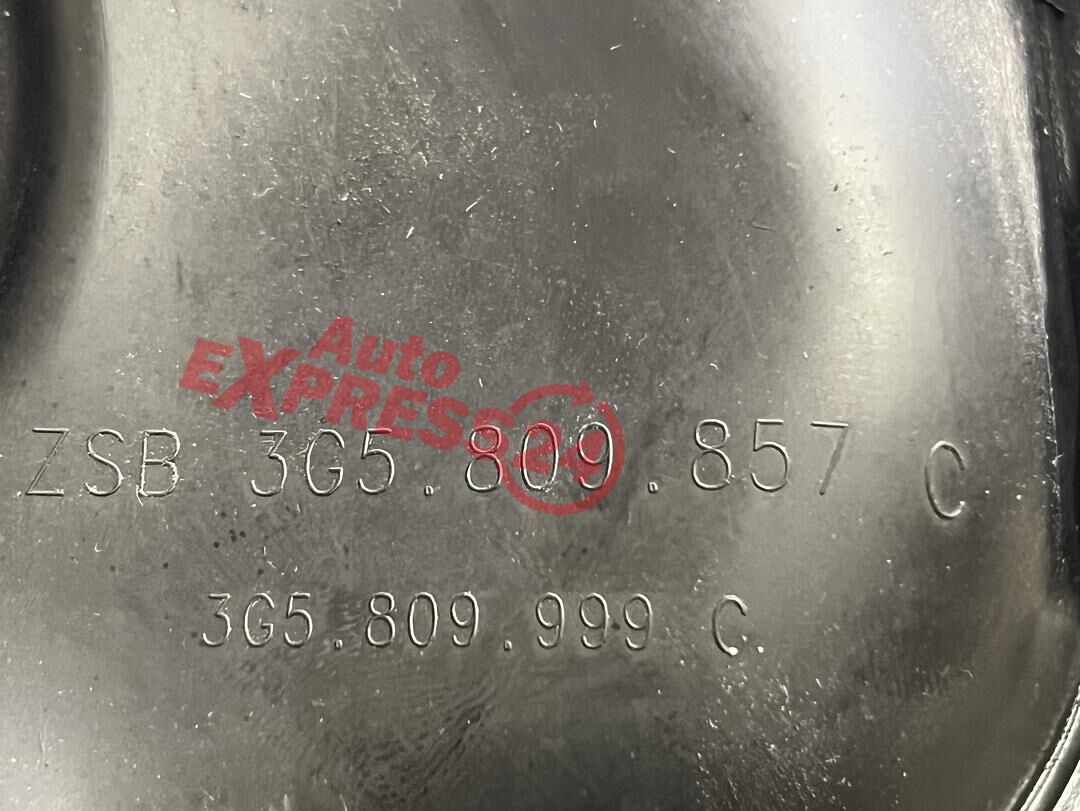 Auto
EXPRESS24
ZSB 3G5.809.857 C
3G5.809.999 C